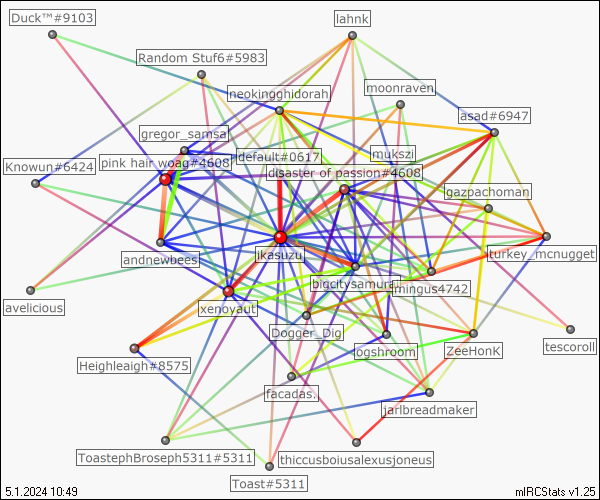 Duck™#9103
lahnk
Random Stuf6#5983
neokingghidorah
moonraven
asad#6947
gregor_samsa
default#0617
mukszi
Knowun#6424
pink hair woag#4608
disaster of passion#4608
gazpachoman
andnewbees
jikasuzu
turkey_mcnugget
bigcitysamurai
mingus4742
avelicious
xenoyaut
Dogger_Dig
logshroom
ZeeHonK
tescoroll
Heighleaigh#8575
facadas.
jarlbreadmaker
ToastephBroseph5311#5311
thiccusboiusalexusjoneus
Toast#5311
5.1.2024 10:49
mIRCStats v1.25